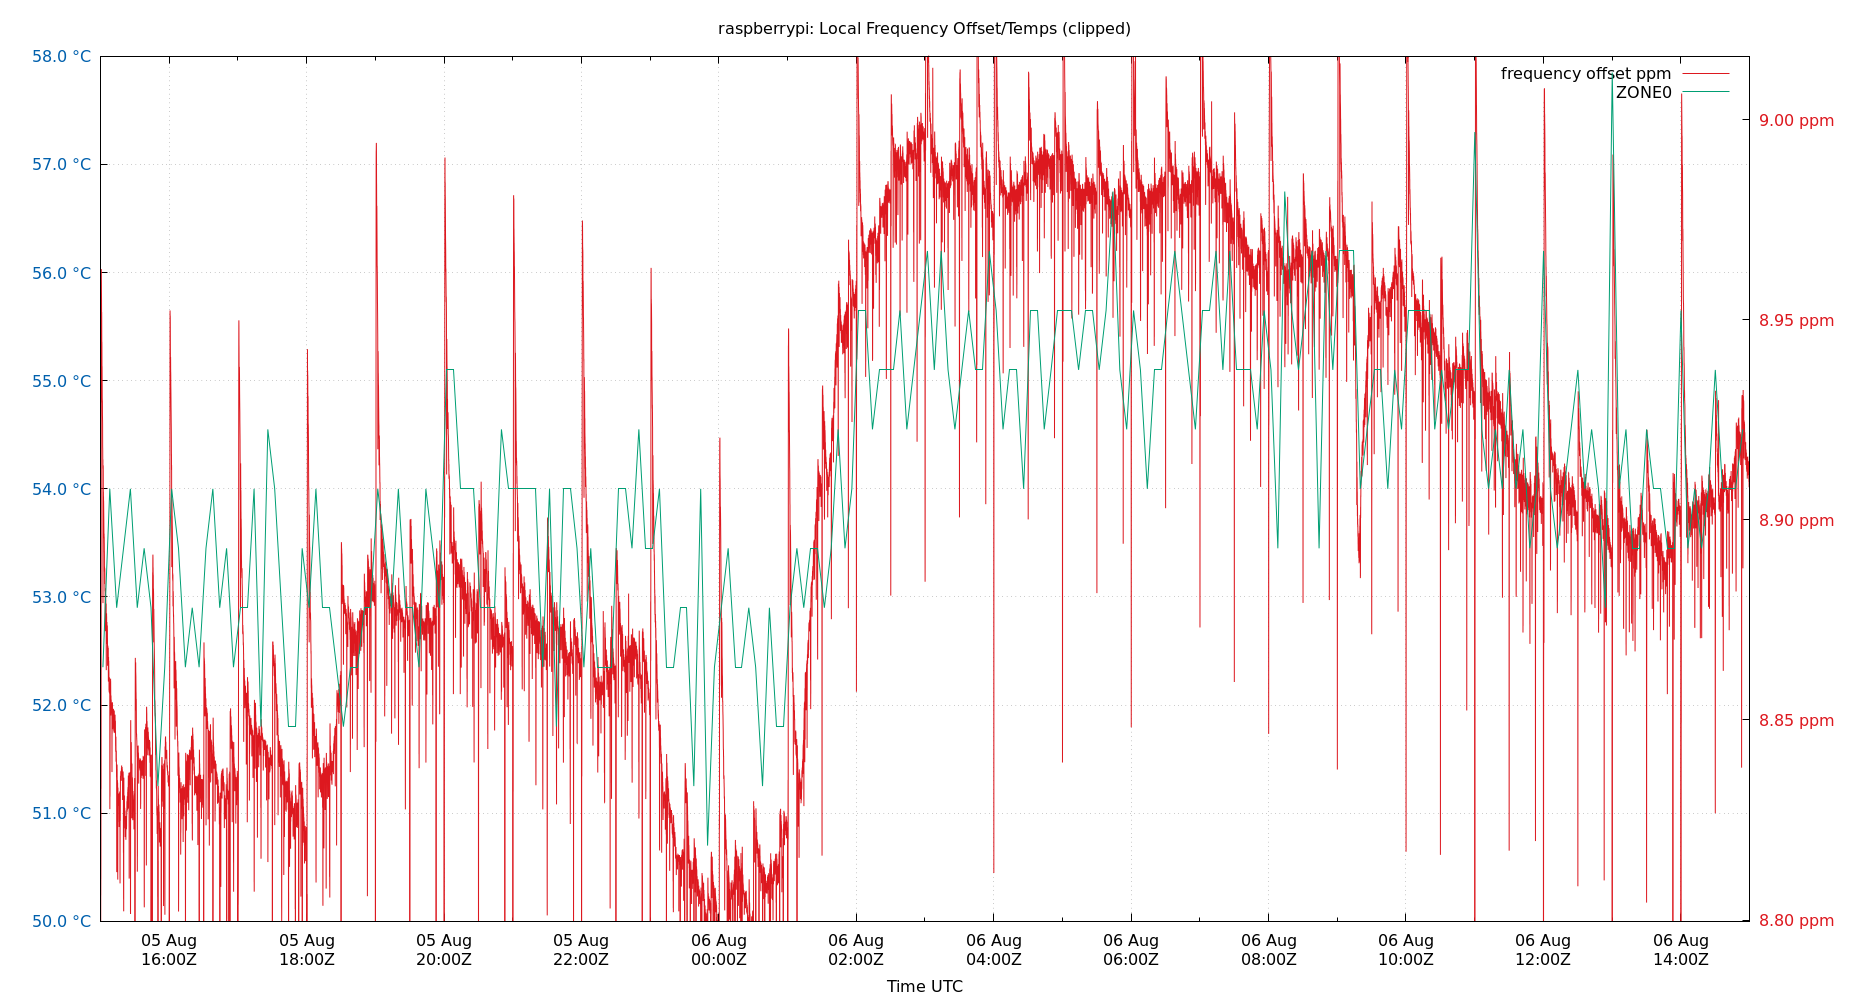 raspberrypi: Local Frequency Offset/Temps (clipped)
58.0 °C
57.0 °C
56.0 °C
55.0 °C
54.0 °C
53.0 °C
52.0 °C
51.0 °C
50.0 °C
frequency offset ppm
ZONE0
9.00 ppm
8.95 ppm
8.90 ppm
8.85 ppm
8.80 ppm
05 Aug 05 Aug 05 Aug 05 Aug 06 Aug 06 Aug 06 Aug 06 Aug 06 Aug 06 Aug 06 Aug 06 Aug
16:00Z 18:00Z 20:00Z 22:00Z 00:00Z 02:00Z 04:00Z 06:00Z 08:00Z 10:00Z 12:00Z 14:00Z
Time UTC